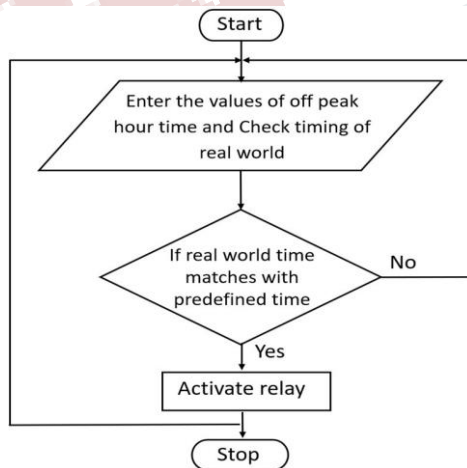 Start
Enter the values of off peak
hour time and Check timing of
real world
If real world time
matches with
predefined time
No
Yes
Activate relay
Stop